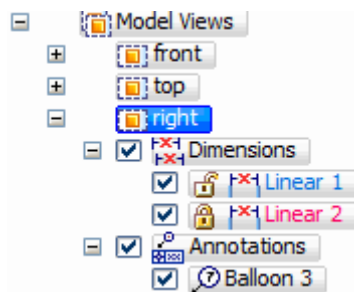 Model Views
front
top
right
Dimensions
Linear 1
Linear 2
Annotations
Balloon 3